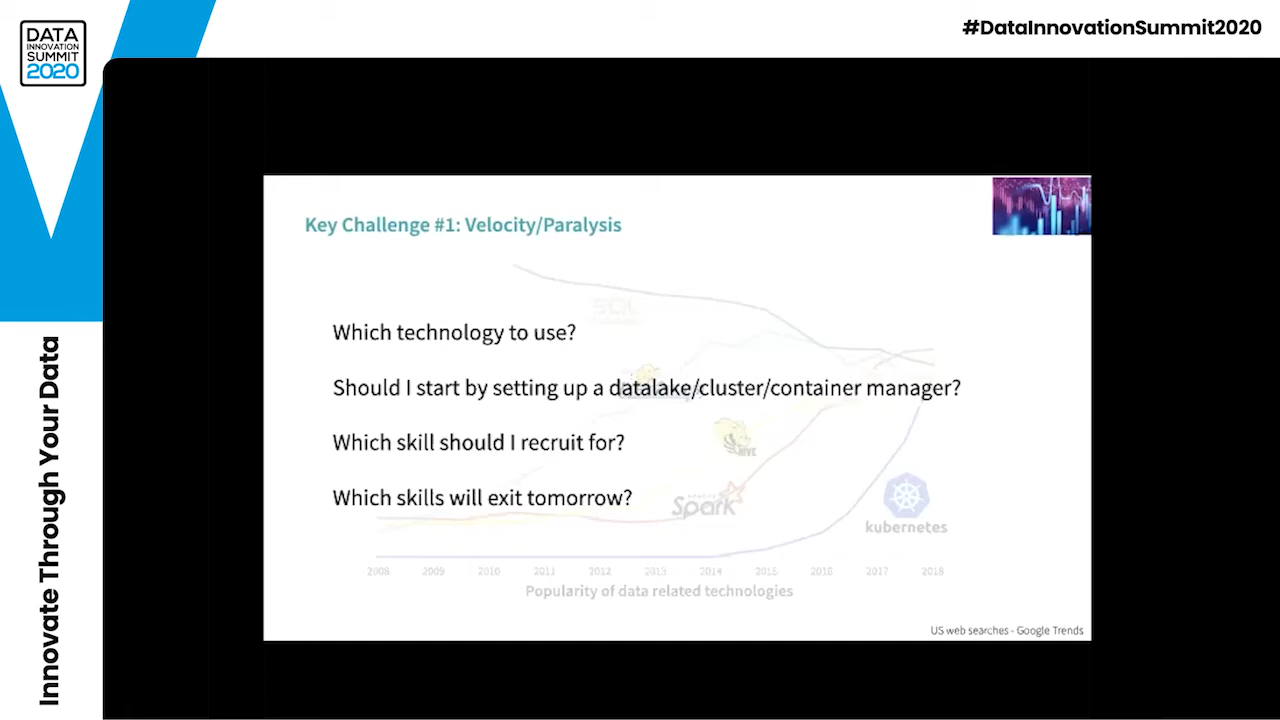 DATA
INNOVATION
SUMMIT
2020
#DataInnovationSummit2020
Innovate Through Your Data
Key Challenge #1: Velocity/Paralysis
SQL
Which technology to use?
Should I start by setting up a datalake/cluster/container manager?
Which skill should I recruit for?
HIVE
Which skills will exit tomorrow?
APACHE
Spark
kubernetes
2008 2009 2010 2011 2012 2013 2014 2015 2016 2017 2018
Popularity of data related technologies
US web searches - Google Trends